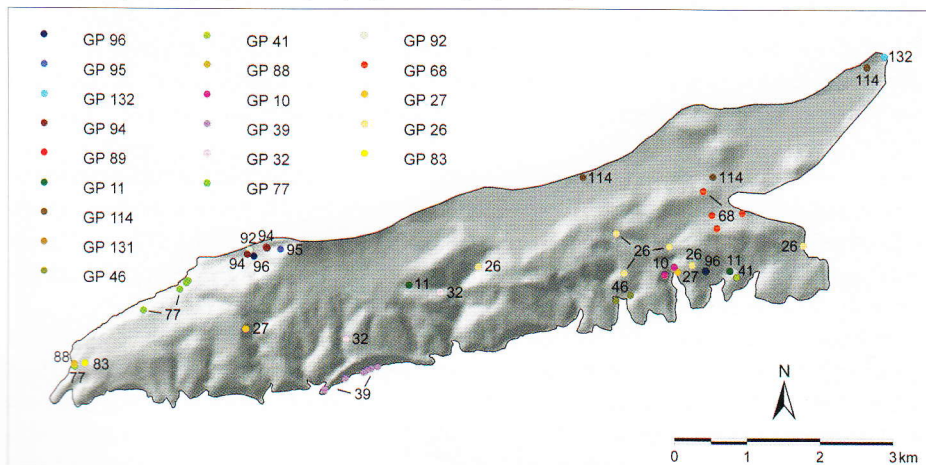 GP 96
GP 95
GP 132
GP 94
GP 89
GP 11
GP 114
GP 131
GP 46
GP 41
GP 88
GP 10
GP 39
GP 32
GP 77
GP 92
GP 68
GP 27
GP 26
GP 83
132
114
114
114
68
92
94
94
96
95
26
26
26
26
10
27
96
11
41
46
11
32
77
27
32
88
77
83
39
N
0 1 2 3 km